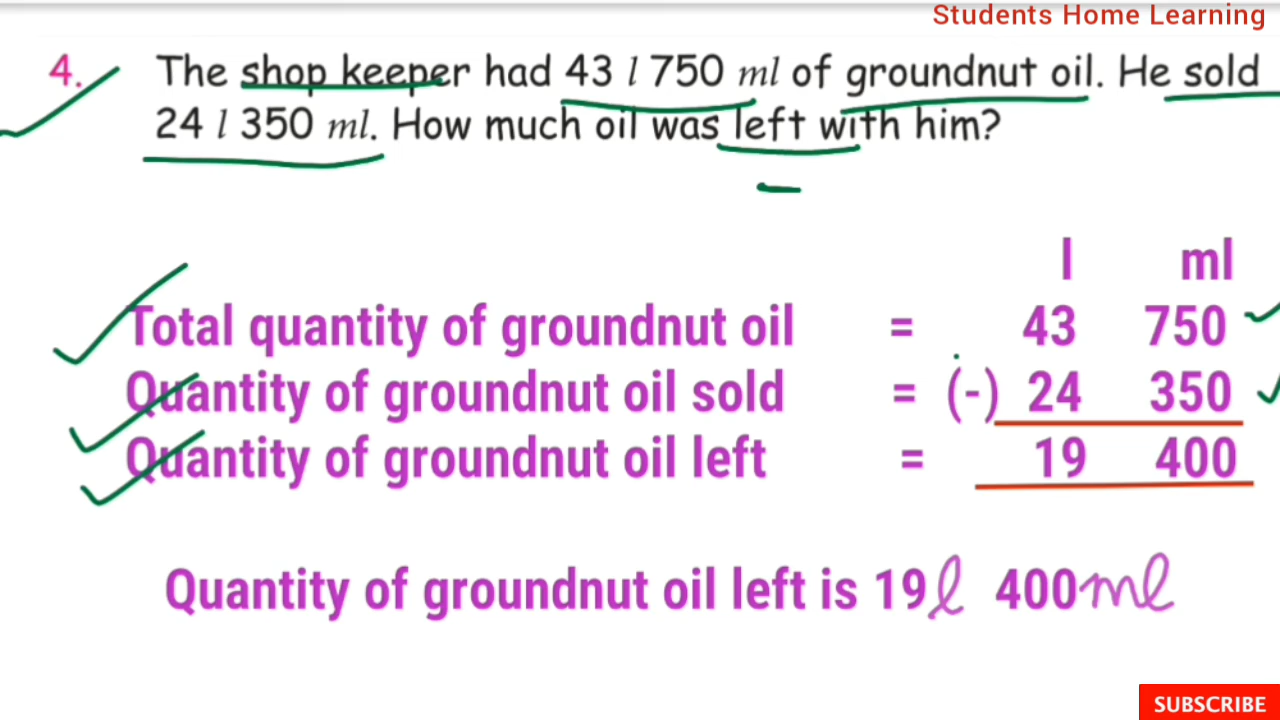 Students Home Learning
4. The shop keeper had 43 l 750 ml of groundnut oil. He sold
24 l 350 ml. How much oil was left with him?
l ml
Total quantity of groundnut oil = 43 750
Quantity of groundnut oil sold = (-) 24 350
Quantity of groundnut oil left = 19 400
Quantity of groundnut oil left is 19l 400ml
SUBSCRIBE